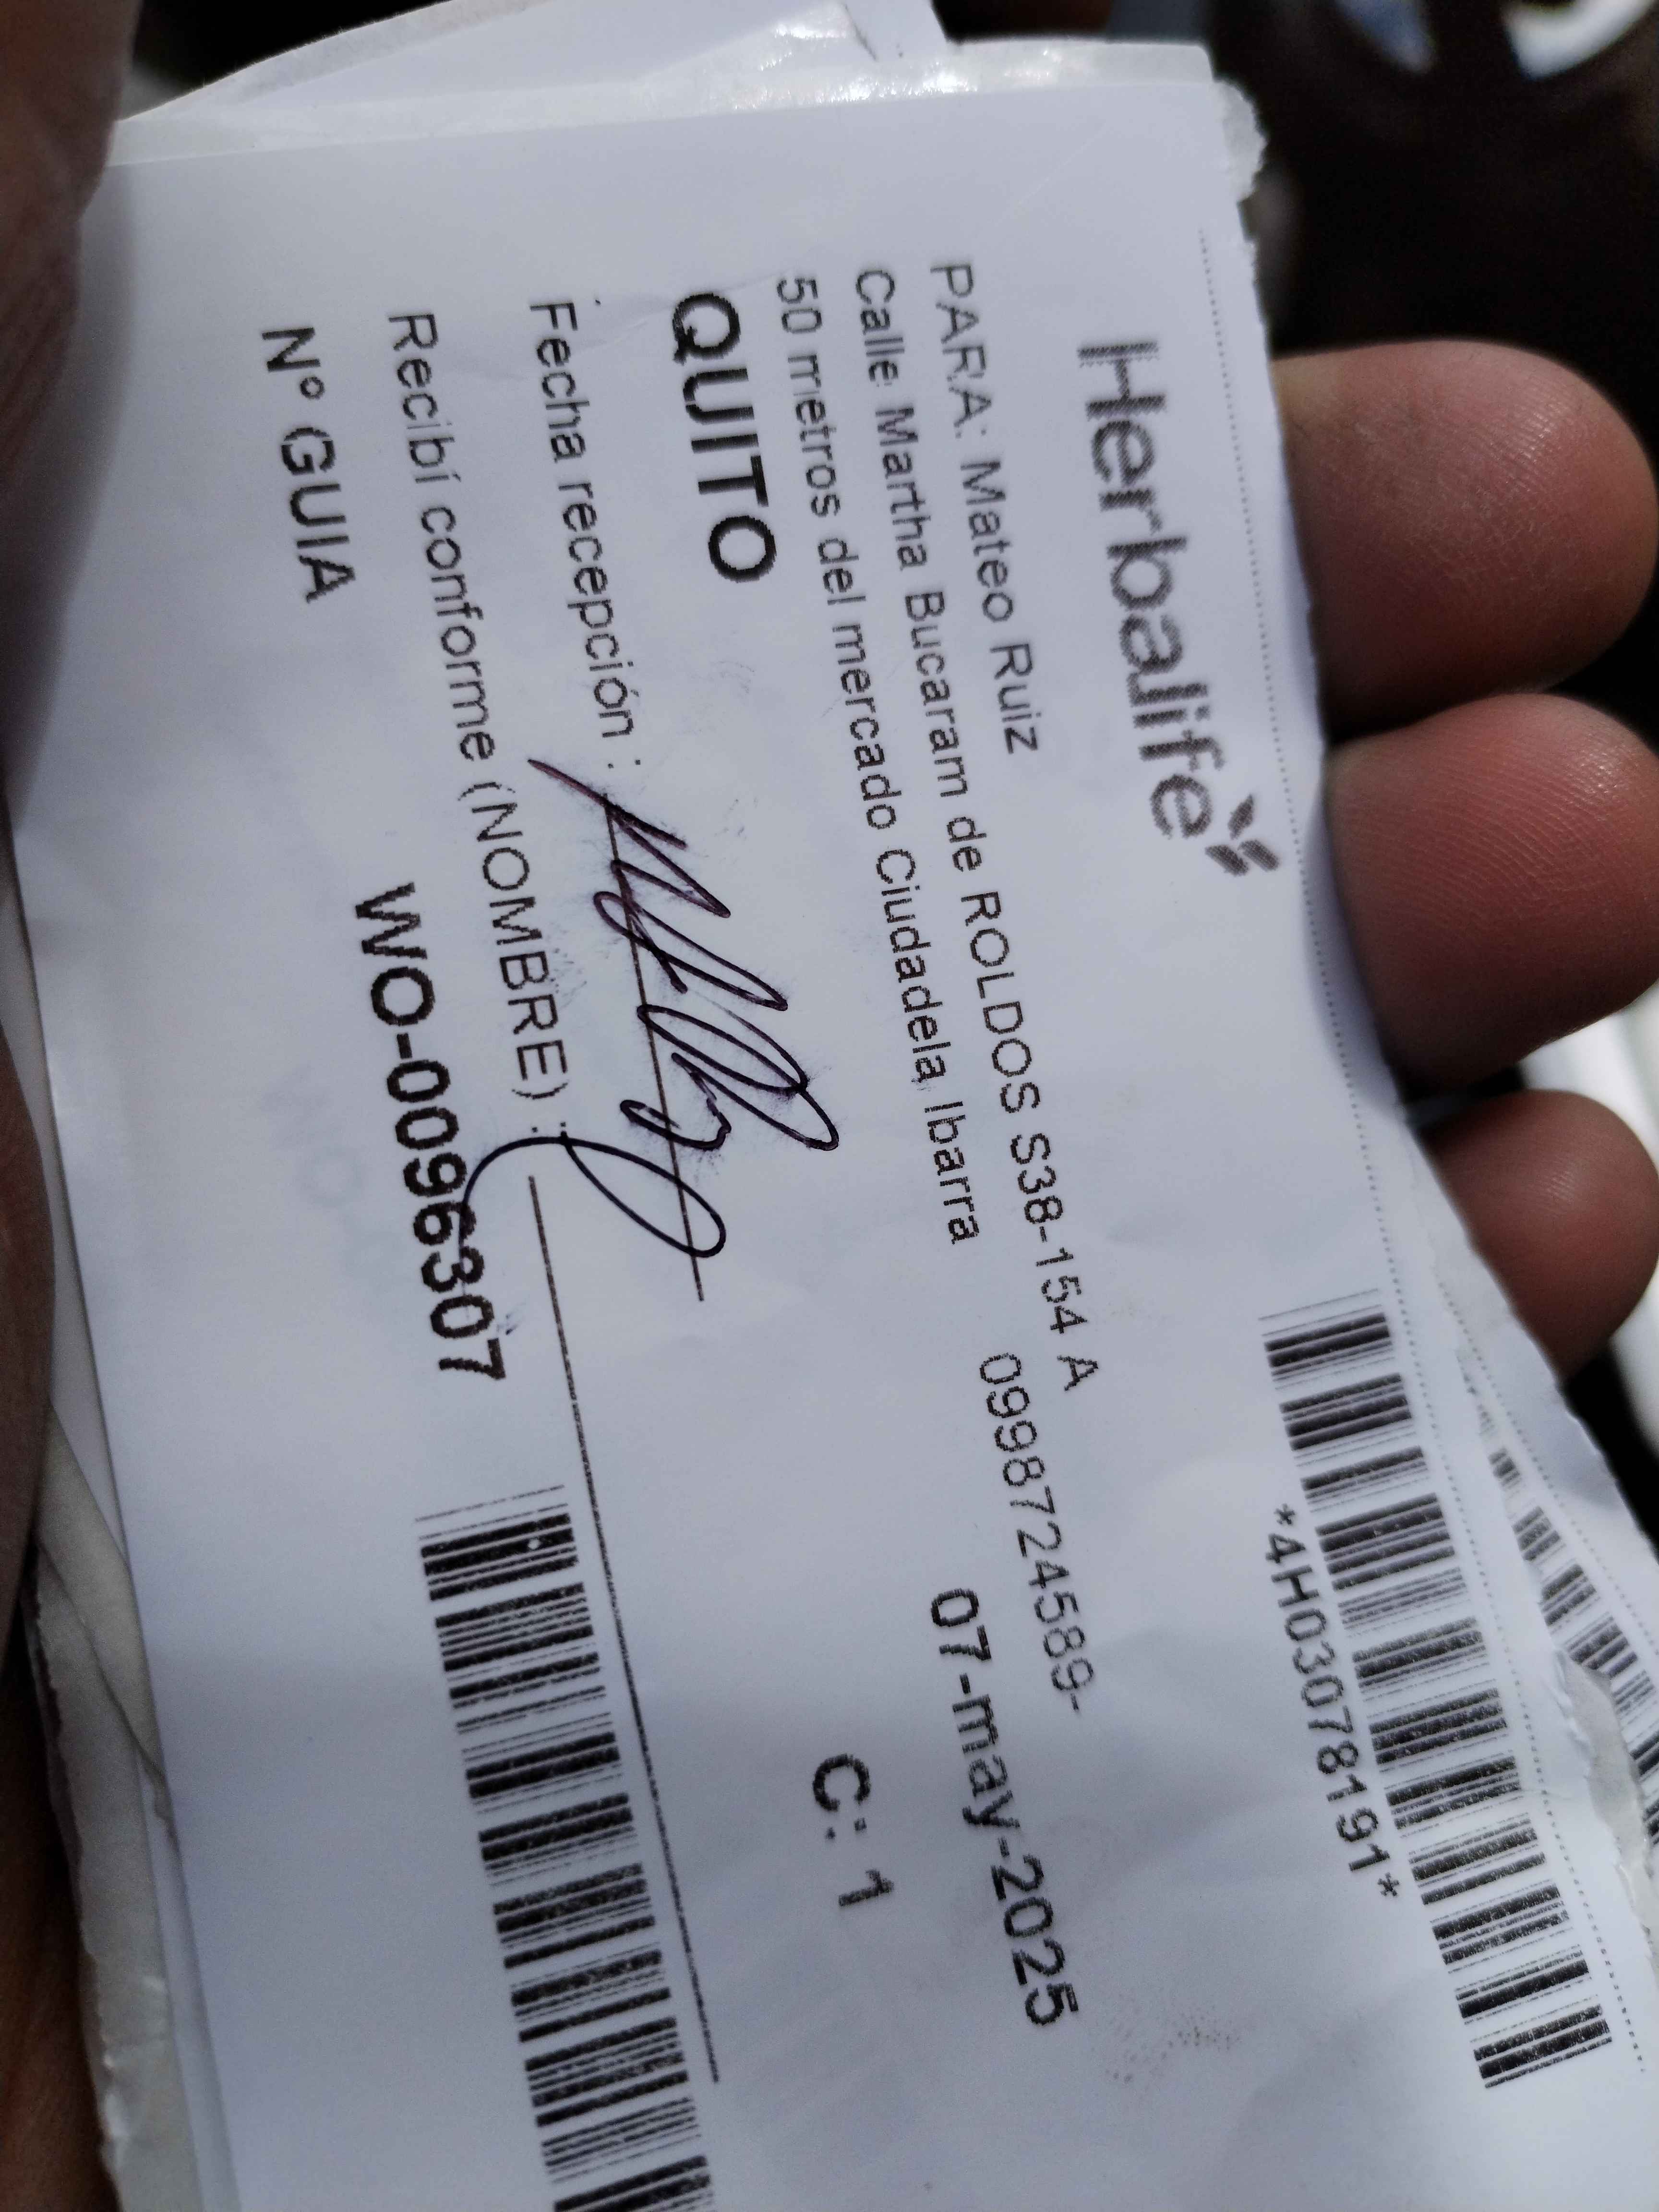 Herbalife
*4H03078191*
PARA: Mateo Ruiz
Calle Martha Bucaram de ROLDOS S38-154 A
50 metros del mercado Ciudadela Ibarra 0998724589-
QUITO 07-may-2025
C: 1
Fecha recepción :
Recibí conforme (NOMBRE) :
Nº GUIA WO-0096307